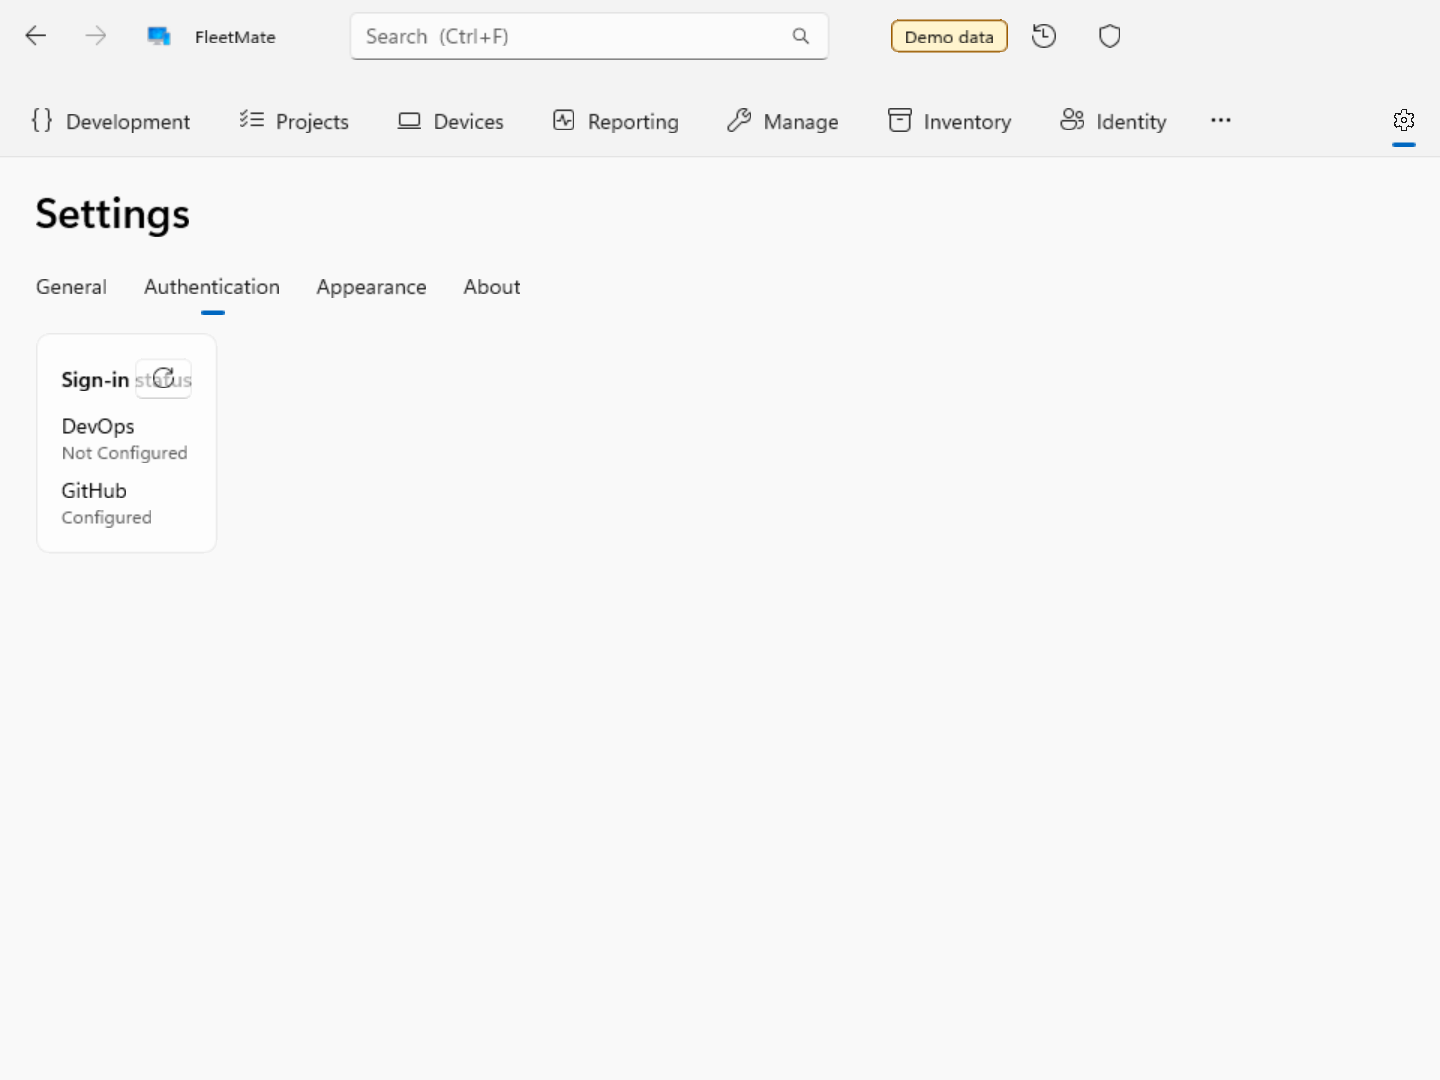 FleetMate
Search (Ctrl+F)
Demo data
{ } Development
Projects
Devices
Reporting
Manage
Inventory
Identity
...
Settings
General
Authentication
Appearance
About
Sign-in status
DevOps
Not Configured
GitHub
Configured